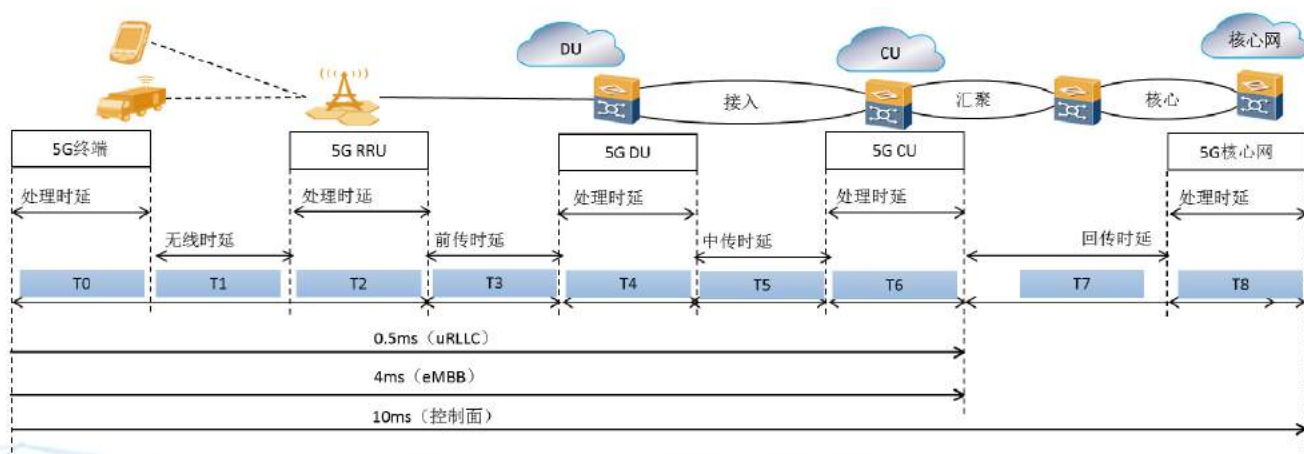 DU
CU
核心网
接入
汇聚
核心
5G终端
5G RRU
5G DU
5G CU
5G核心网
处理时延
处理时延
处理时延
处理时延
处理时延
无线时延
前传时延
中传时延
回传时延
T0
T1
T2
T3
T4
T5
T6
T7
T8
0.5ms（uRLLC）
4ms（eMBB）
10ms（控制面）